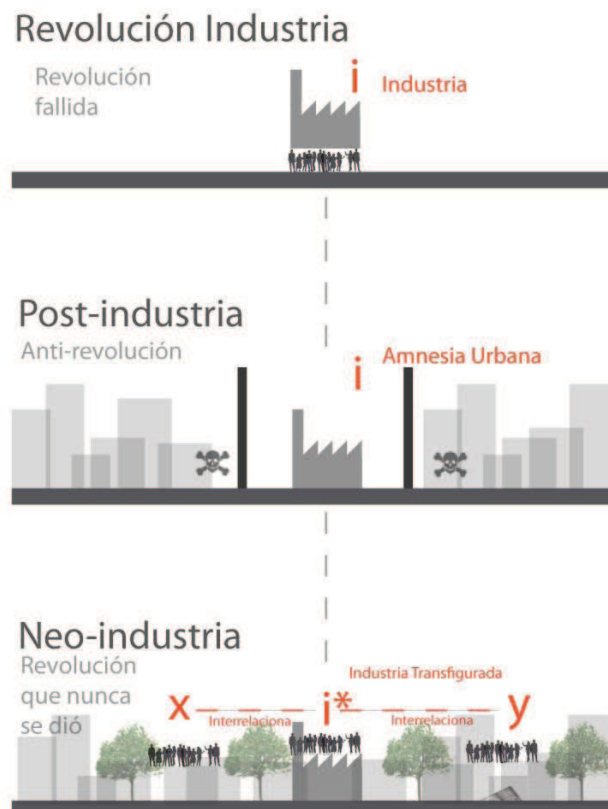 Revolución Industria
Revolución
fallida
i
Industria
Post-industria
Anti-revolución
i
Amnesia Urbana
Neo-industria
Revolución
que nunca
se dió
Industria Transfigurada
x
i*
y
Interrelaciona
Interrelaciona